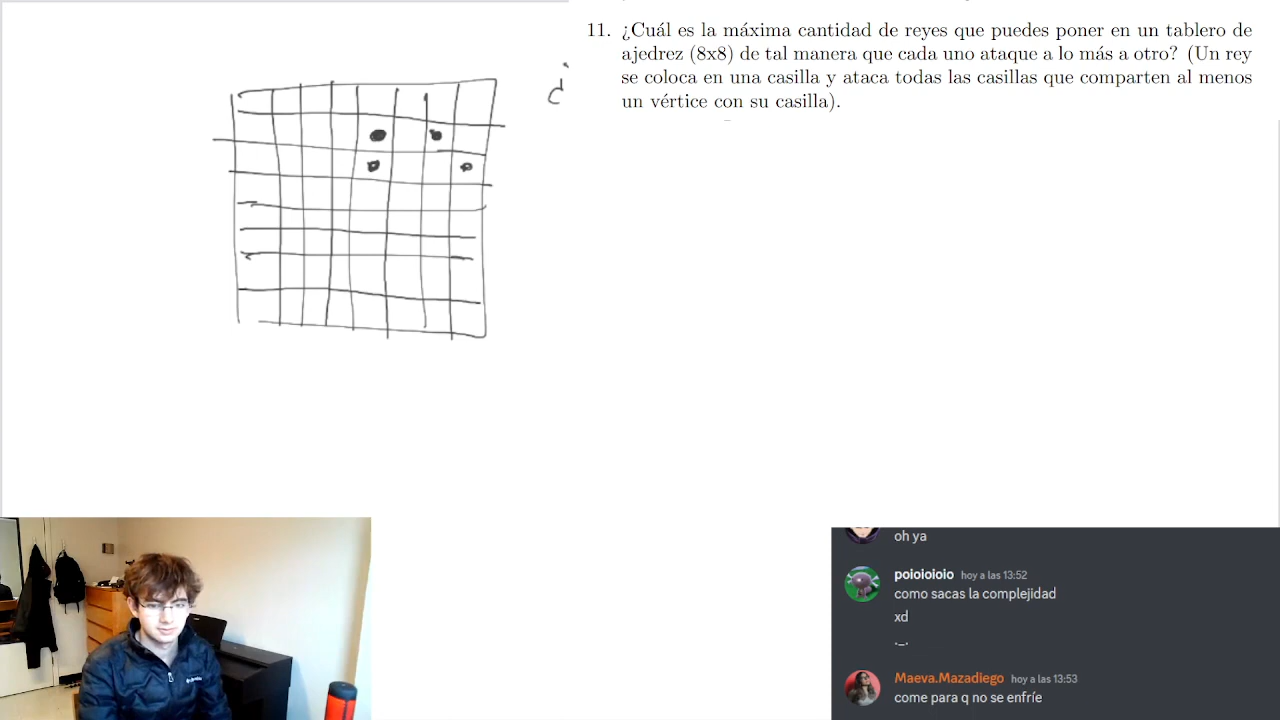 11. ¿Cuál es la máxima cantidad de reyes que puedes poner en un tablero de
ajedrez (8x8) de tal manera que cada uno ataque a lo más a otro? (Un rey
se coloca en una casilla y ataca todas las casillas que comparten al menos
un vértice con su casilla).
oh ya
poioioioio hoy a las 13:52
como sacas la complejidad
xd
._.
Maeva.Mazadiego hoy a las 13:53
come para q no se enfríe